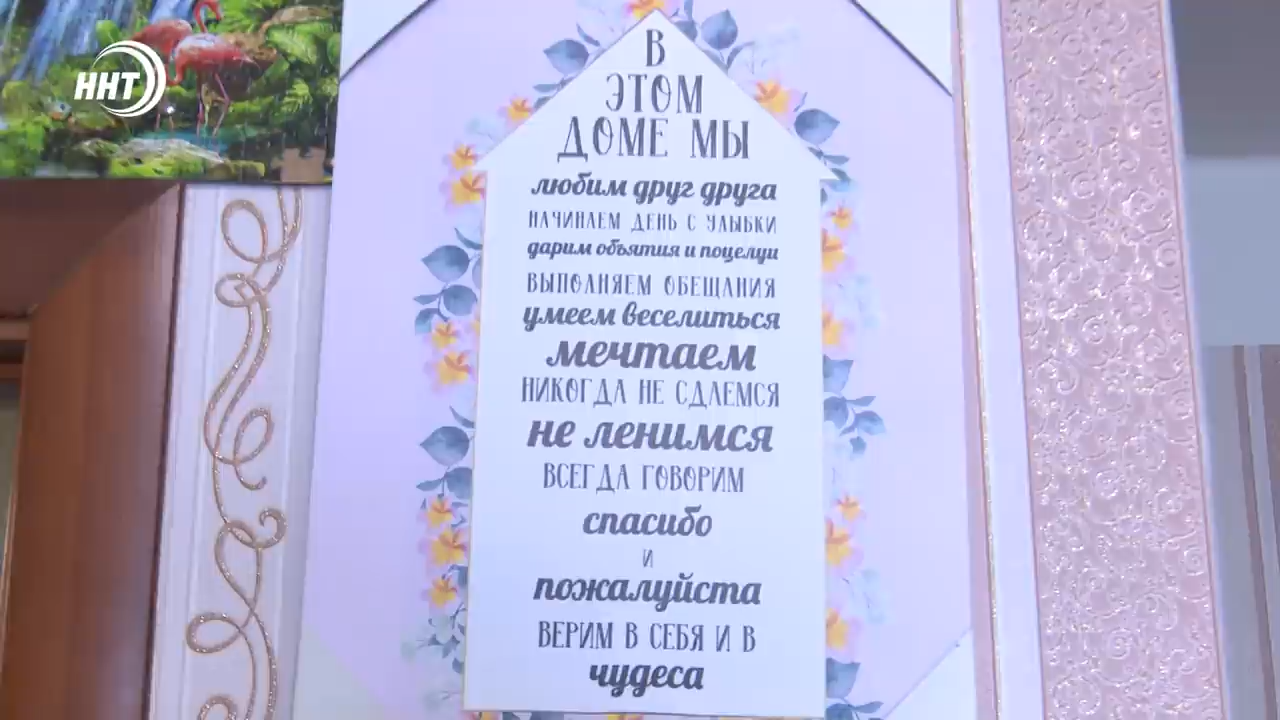 ННТ
В
ЭТОМ
ДОМЕ МЫ
любим друг друга
НАЧИНАЕМ ДЕНЬ С УЛЫБКИ
дарим объятия и поцелуи
ВЫПОЛНЯЕМ ОБЕЩАНИЯ
умеем веселиться
мечтаем
НИКОГДА НЕ СДАЕМСЯ
не ленимся
ВСЕГДА ГОВОРИМ
спасибо
И
пожалуйста
ВЕРИМ В СЕБЯ И В
чудеса